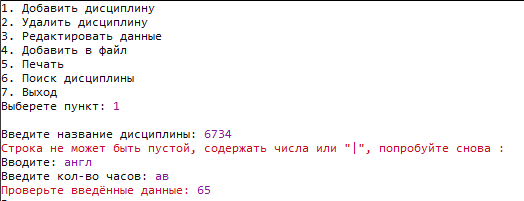 1. Добавить дисциплину
2. Удалить дисциплину
3. Редактировать данные
4. Добавить в файл
5. Печать
6. Поиск дисциплины
7. Выход
Выберете пункт: 1
Введите название дисциплины: 6734
Строка не может быть пустой, содержать числа или "|", попробуйте снова :
Вводите: англ
Введите кол-во часов: ав
Проверьте введённые данные: 65